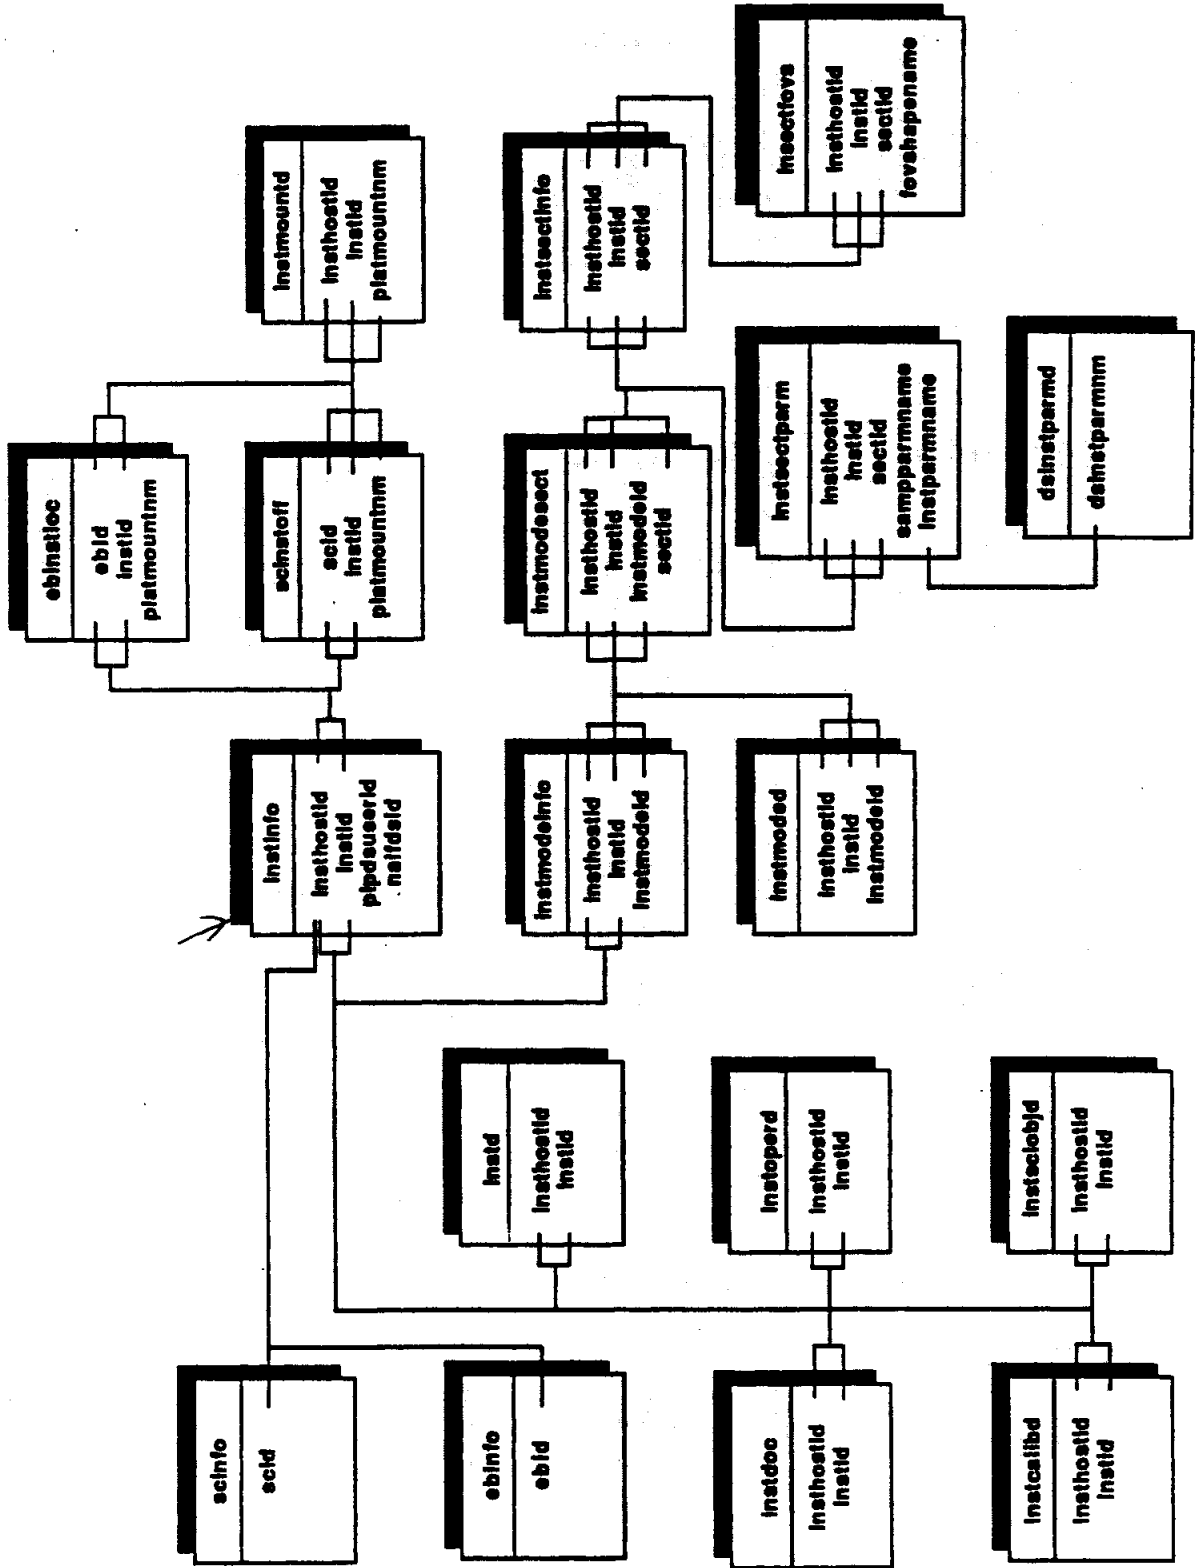 scinfo
scid
ebinfo
ebid
instdoc
insthostid
instid
instcalibd
insthostid
instid
instd
insthostid
instid
instoperd
insthostid
instid
instsciobjd
insthostid
instid
instinfo
insthostid
instid
pipdsuserid
naifdsid
instmodeinfo
insthostid
instid
instmodeid
instmoded
insthostid
instid
instmodeid
ebinstloc
ebid
instid
platmountnm
scinstoff
scid
instid
platmountnm
instmodesect
insthostid
instid
instmodeid
sectid
instsectparm
insthostid
instid
sectid
sampparmname
instparmname
dsinstparmd
dsinstparmnm
instmountd
insthostid
instid
platmountnm
instsectinfo
insthostid
instid
sectid
insectfovs
insthostid
instid
sectid
fovshapename